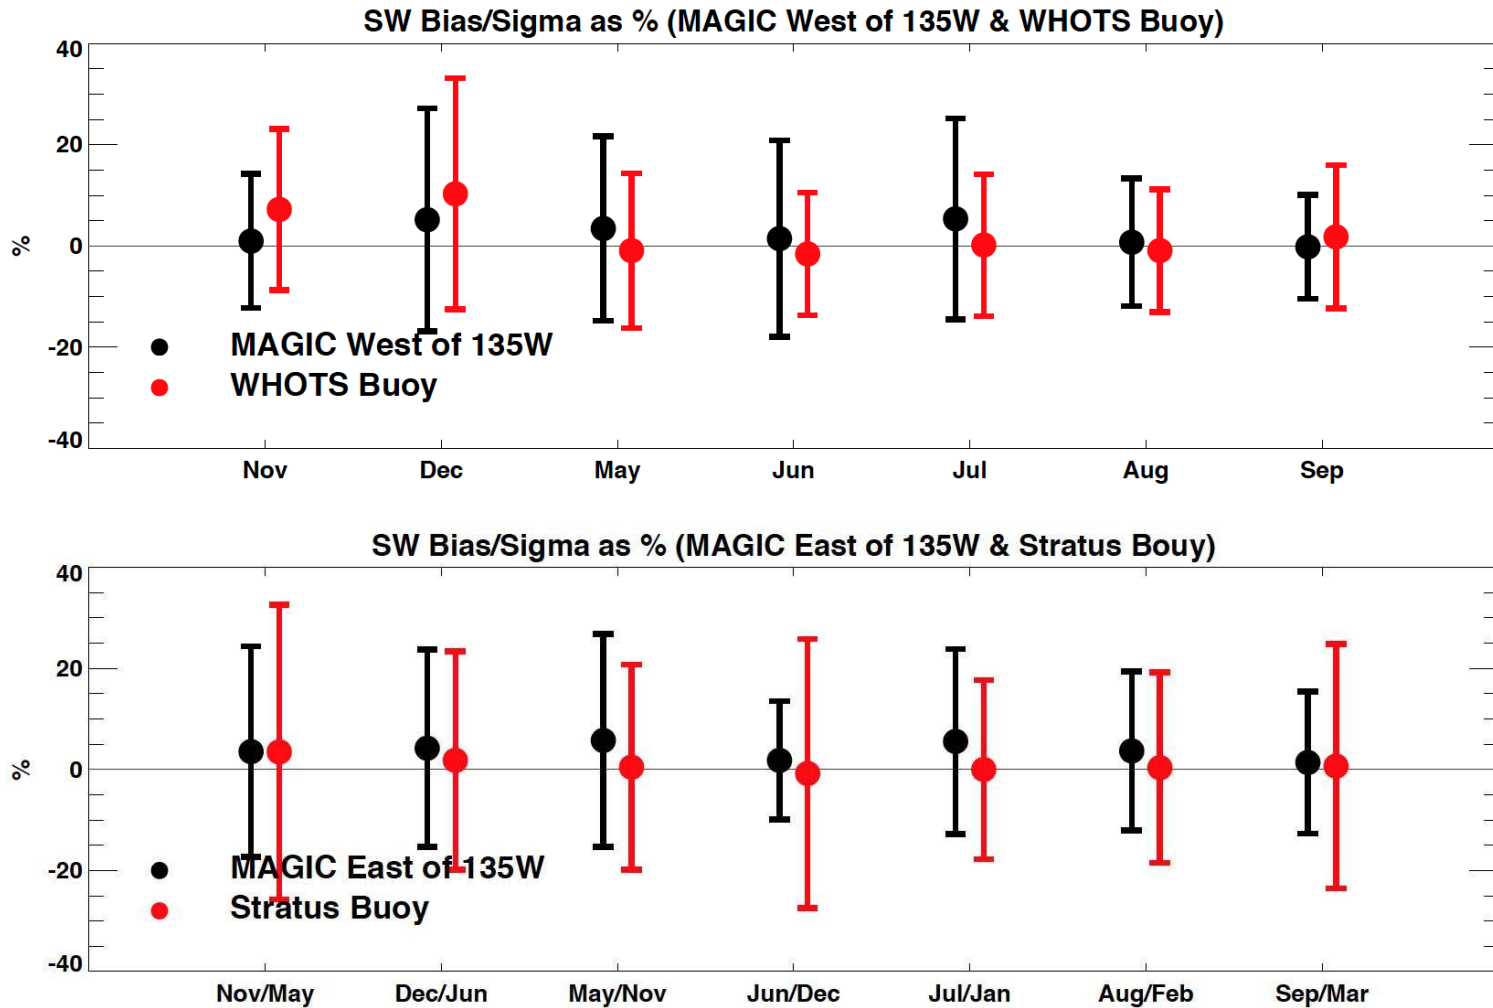 SW Bias/Sigma as % (MAGIC West of 135W & WHOTS Buoy)
40
20
0
-20
-40
%
MAGIC West of 135W
WHOTS Buoy
Nov Dec May Jun Jul Aug Sep
SW Bias/Sigma as % (MAGIC East of 135W & Stratus Bouy)
40
20
0
-20
-40
%
MAGIC East of 135W
Stratus Buoy
Nov/May Dec/Jun May/Nov Jun/Dec Jul/Jan Aug/Feb Sep/Mar